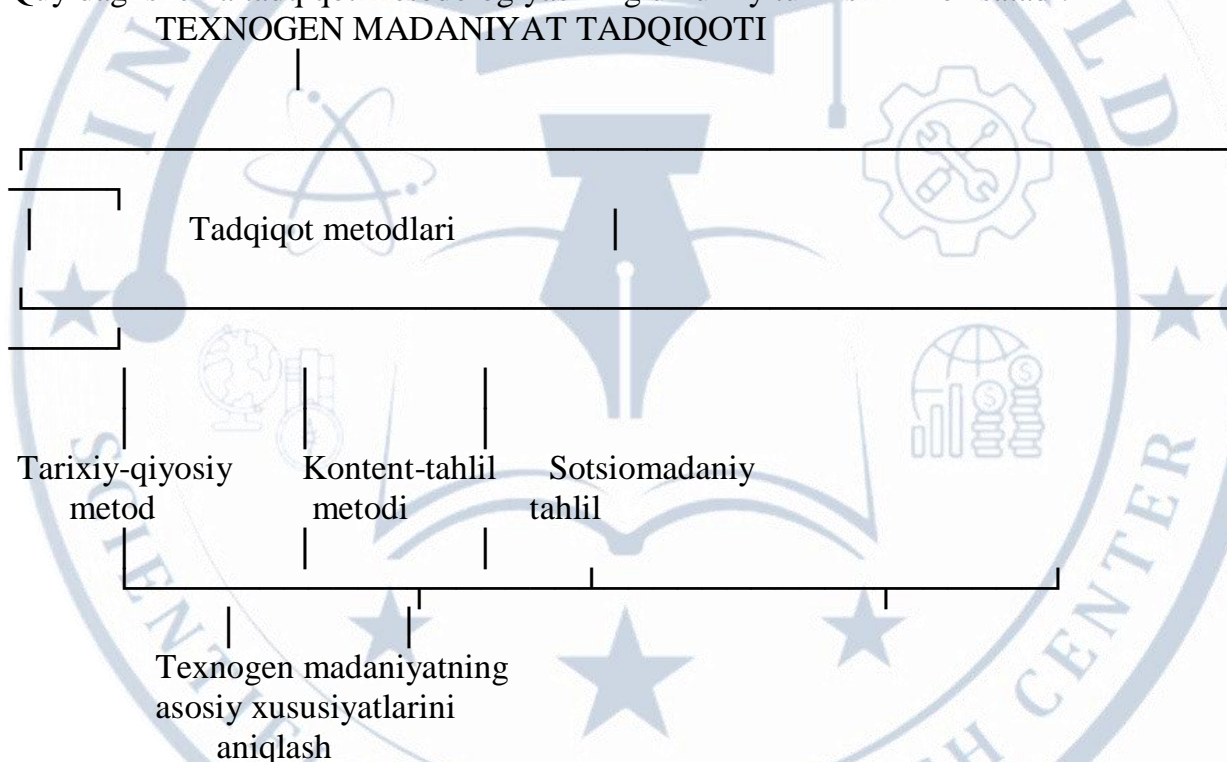 TEXNOGEN MADANIYAT TADQIQOTI
Tadqiqot metodlari
Tarixiy-qiyosiy Kontent-tahlil Sotsiomadaniy
metod metodi tahlil
Texnogen madaniyatning
asosiy xususiyatlarini
aniqlash